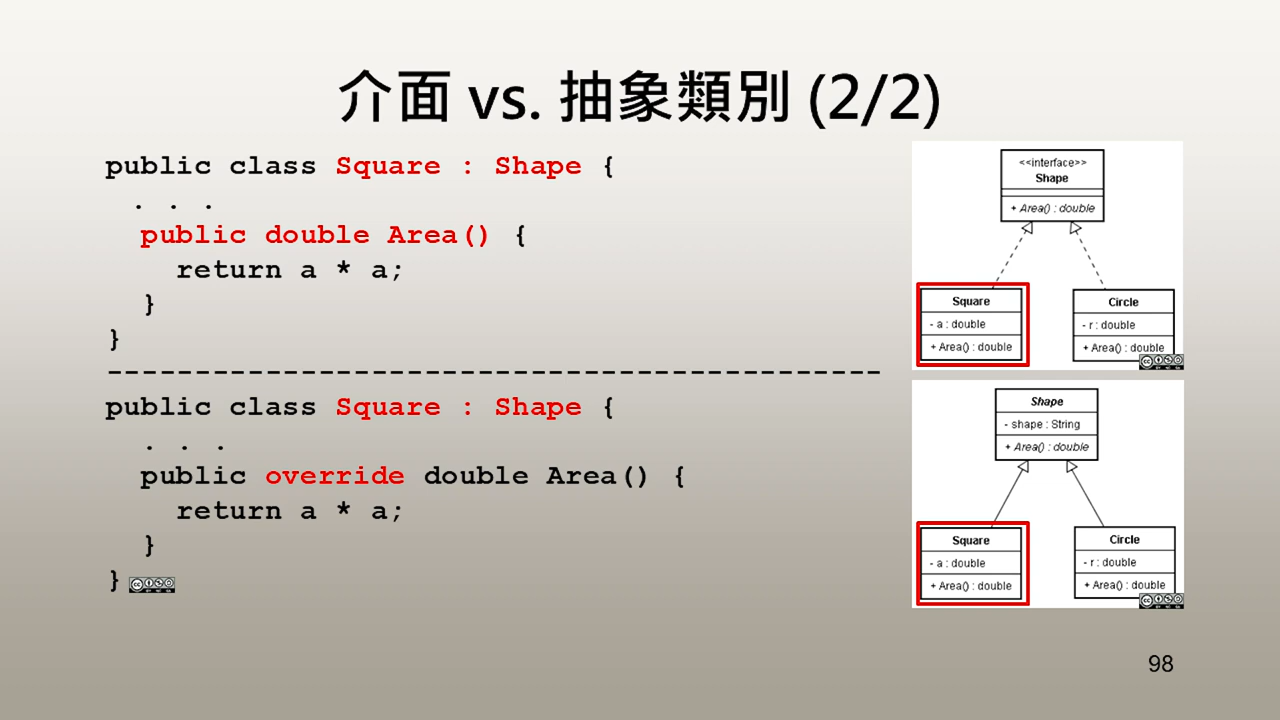 介面 vs. 抽象類別 (2/2)
public class Square : Shape {
. . .
public double Area() {
return a * a;
}
}
-------------------------------------------
public class Square : Shape {
. . .
public override double Area() {
return a * a;
}
}
<<interface>>
Shape
+ Area() : double
Square
- a : double
+ Area() : double
Circle
- r : double
+ Area() : double
Shape
- shape : String
+ Area() : double
Square
- a : double
+ Area() : double
Circle
- r : double
+ Area() : double
98